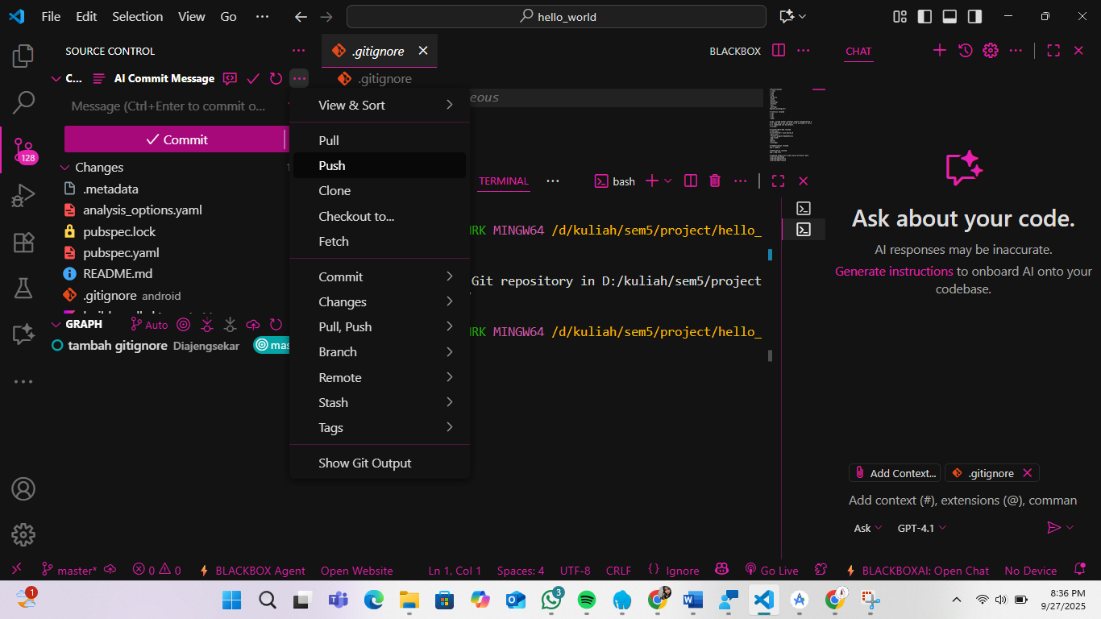 File Edit Selection View Go ··· hello_world
SOURCE CONTROL
C... AI Commit Message
Message (Ctrl+Enter to commit o...
Commit
Changes
.metadata
analysis_options.yaml
pubspec.lock
pubspec.yaml
README.md
.gitignore android
128
GRAPH Auto
tambah gitignore Diajengsekar
.gitignore
BLACKBOX
.gitignore
eous
View & Sort
Pull
Push
Clone
Checkout to...
Fetch
Commit
Changes
Pull, Push
Branch
Remote
Stash
Tags
Show Git Output
TERMINAL ··· bash
RK MINGW64 /d/kuliah/sem5/project/hello_
Git repository in D:/kuliah/sem5/project
RK MINGW64 /d/kuliah/sem5/project/hello_
CHAT
Ask about your code.
AI responses may be inaccurate.
Generate instructions to onboard AI onto your
codebase.
Add Context... .gitignore
Add context (#), extensions (@), comman
Ask GPT-4.1
master* 0 0 BLACKBOX Agent Open Website Ln 1, Col 1 Spaces: 4 UTF-8 CRLF Ignore Go Live BLACKBOXAI: Open Chat No Device
1
3
8:36 PM
9/27/2025